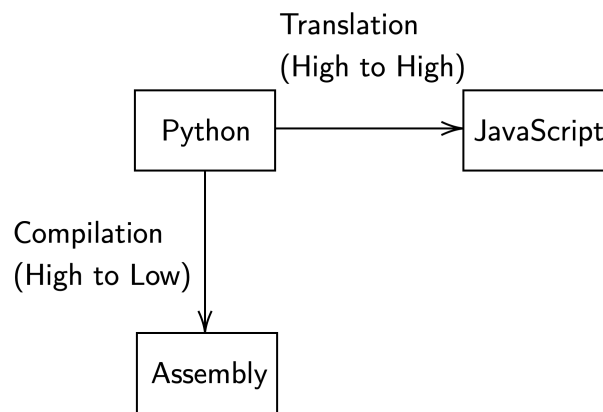 Translation
(High to High)
Python
JavaScript
Compilation
(High to Low)
Assembly